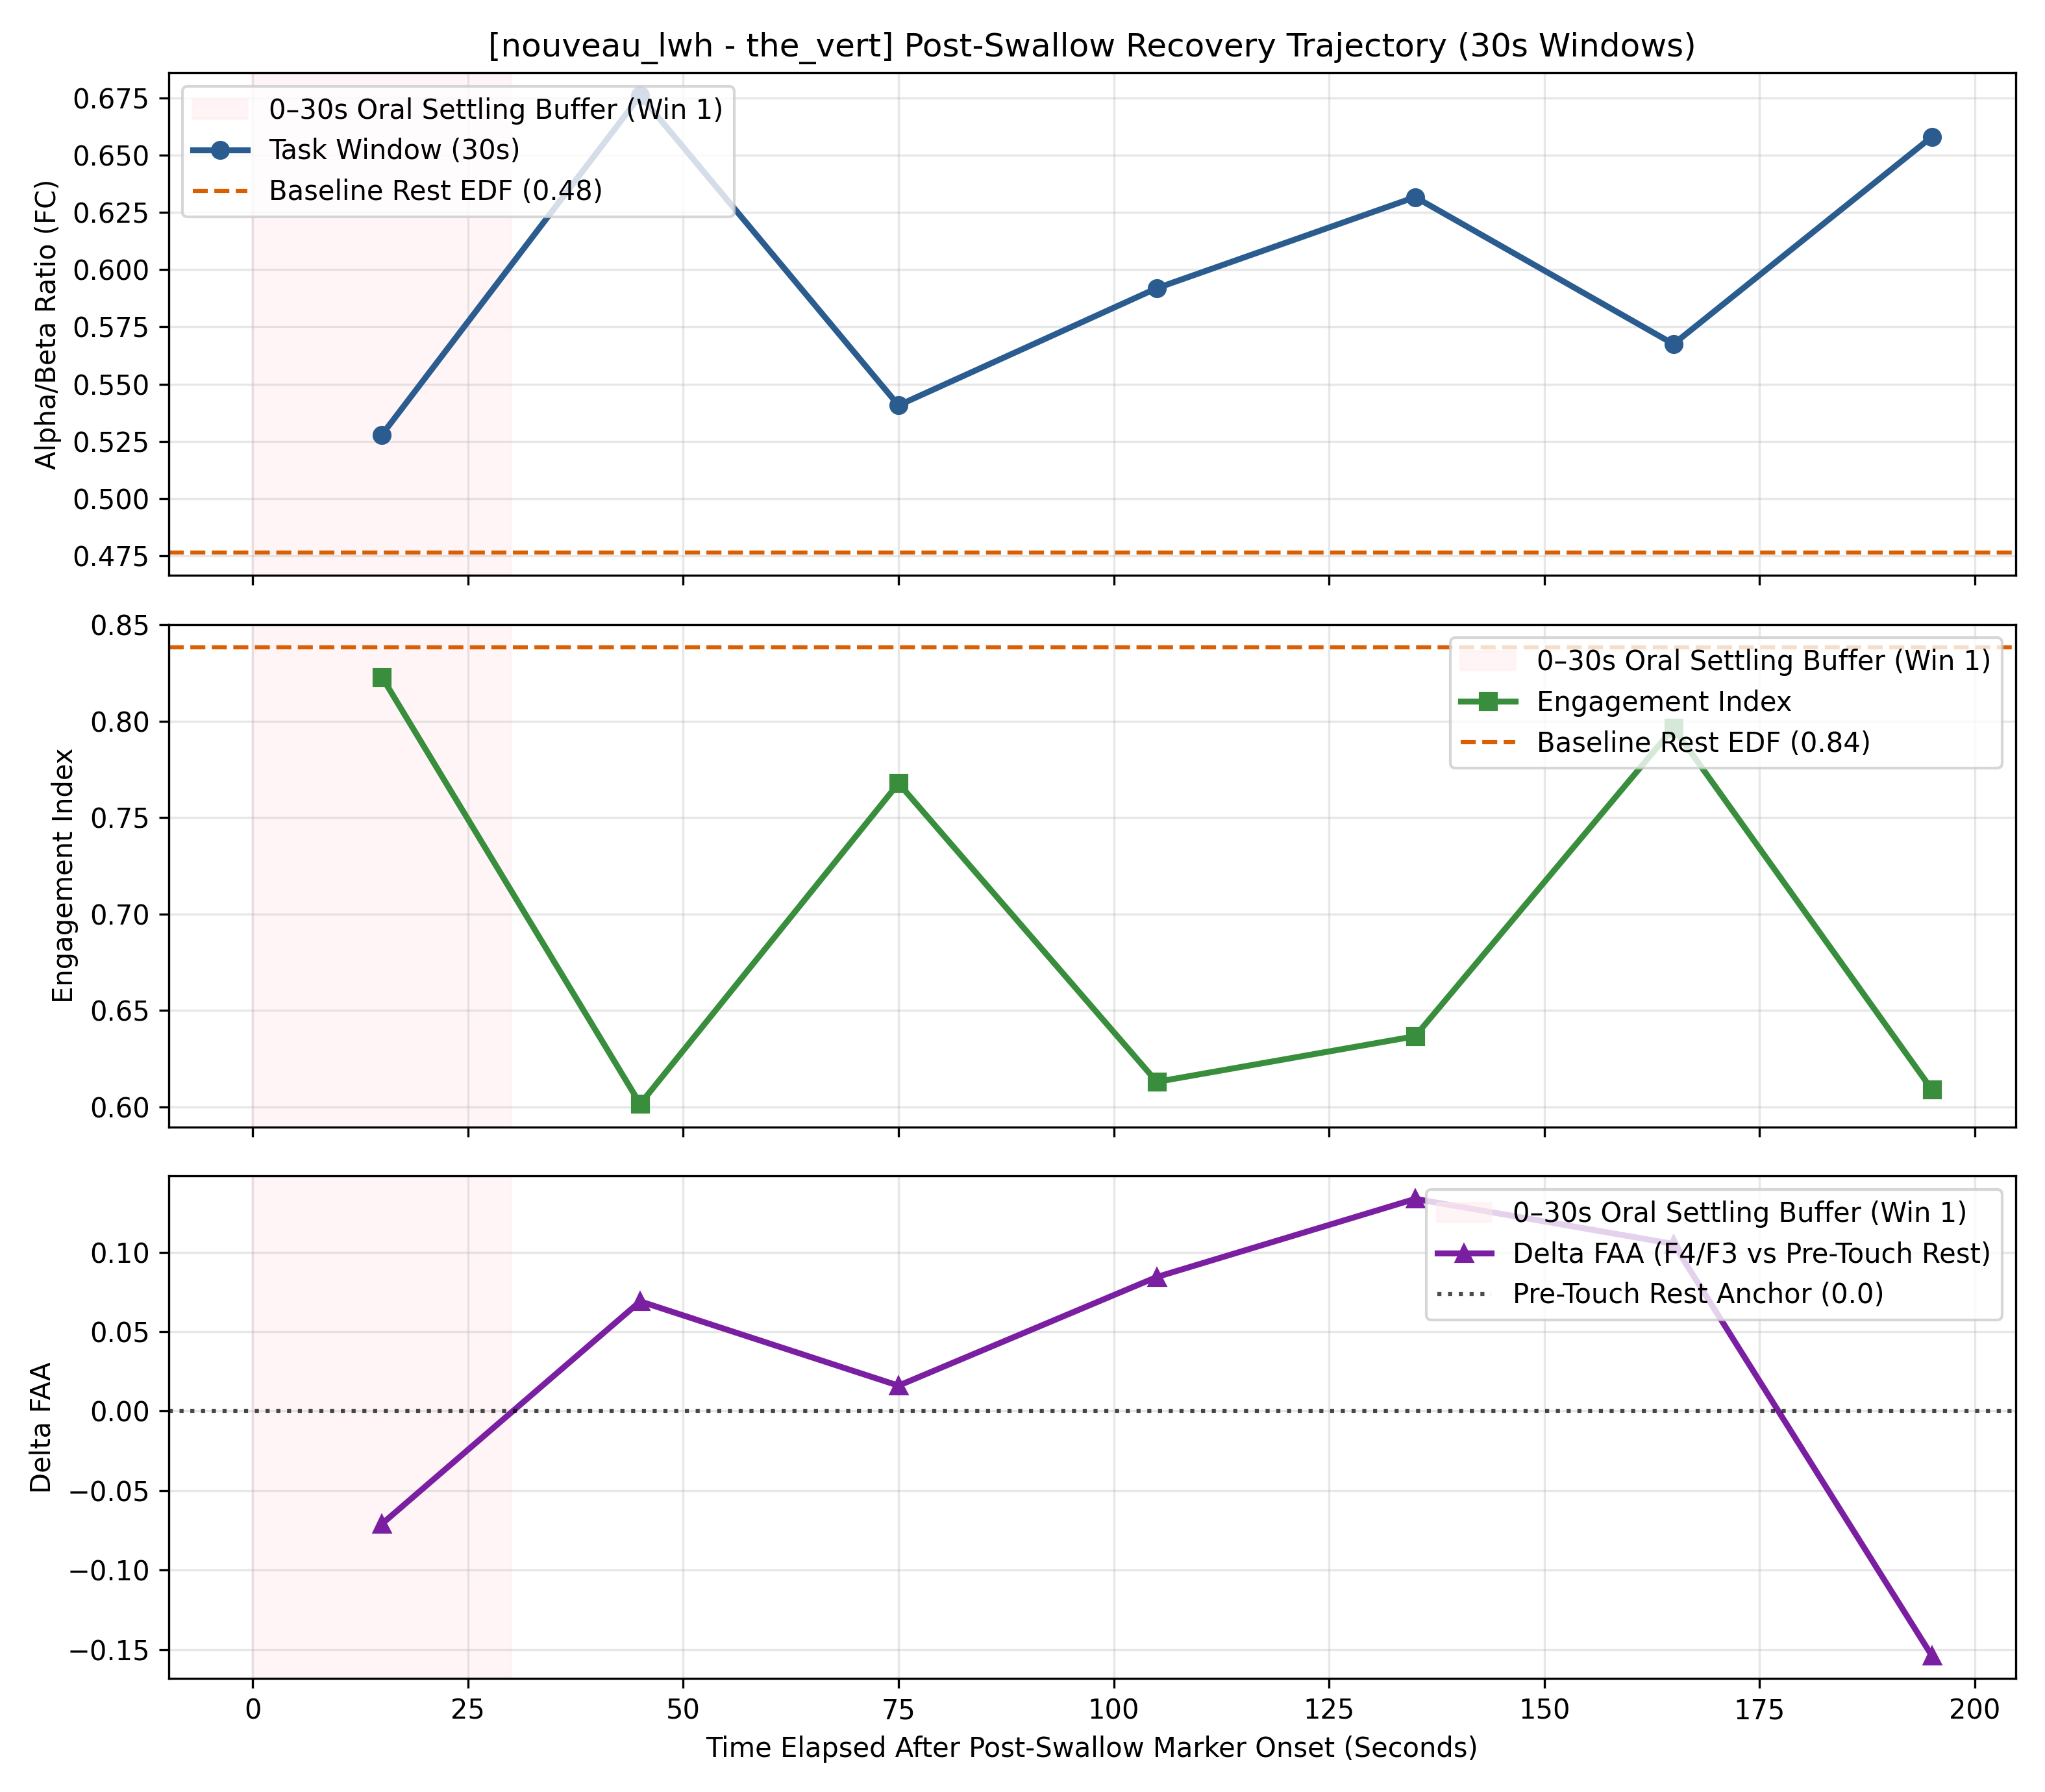 [nouveau_lwh - the_vert] Post-Swallow Recovery Trajectory (30s Windows)
Alpha/Beta Ratio (FC)
0.675
0.650
0.625
0.600
0.575
0.550
0.525
0.500
0.475
0–30s Oral Settling Buffer (Win 1)
Task Window (30s)
Baseline Rest EDF (0.48)
Engagement Index
0.85
0.80
0.75
0.70
0.65
0.60
0–30s Oral Settling Buffer (Win 1)
Engagement Index
Baseline Rest EDF (0.84)
Delta FAA
0.10
0.05
0.00
−0.05
−0.10
−0.15
0–30s Oral Settling Buffer (Win 1)
Delta FAA (F4/F3 vs Pre-Touch Rest)
Pre-Touch Rest Anchor (0.0)
0 25 50 75 100 125 150 175 200
Time Elapsed After Post-Swallow Marker Onset (Seconds)